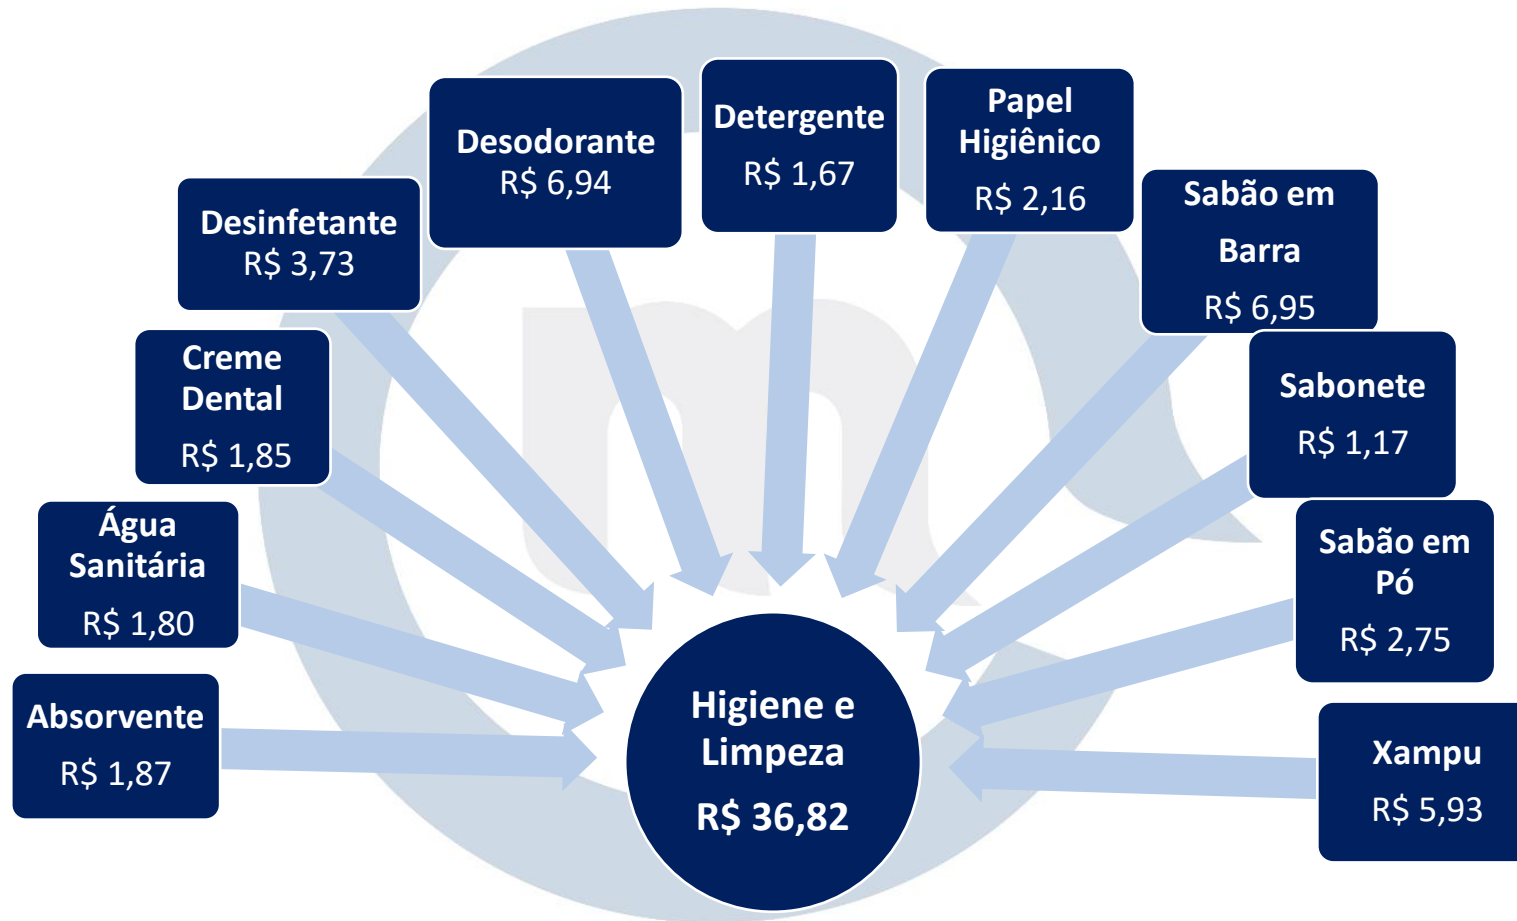 Detergente
R$ 1,67
Papel
Higiênico
R$ 2,16
Desodorante
R$ 6,94
Sabão em
Barra
R$ 6,95
Desinfetante
R$ 3,73
Creme
Dental
R$ 1,85
Sabonete
R$ 1,17
Água
Sanitária
R$ 1,80
Sabão em
Pó
R$ 2,75
Absorvente
R$ 1,87
Higiene e
Limpeza
R$ 36,82
Xampu
R$ 5,93